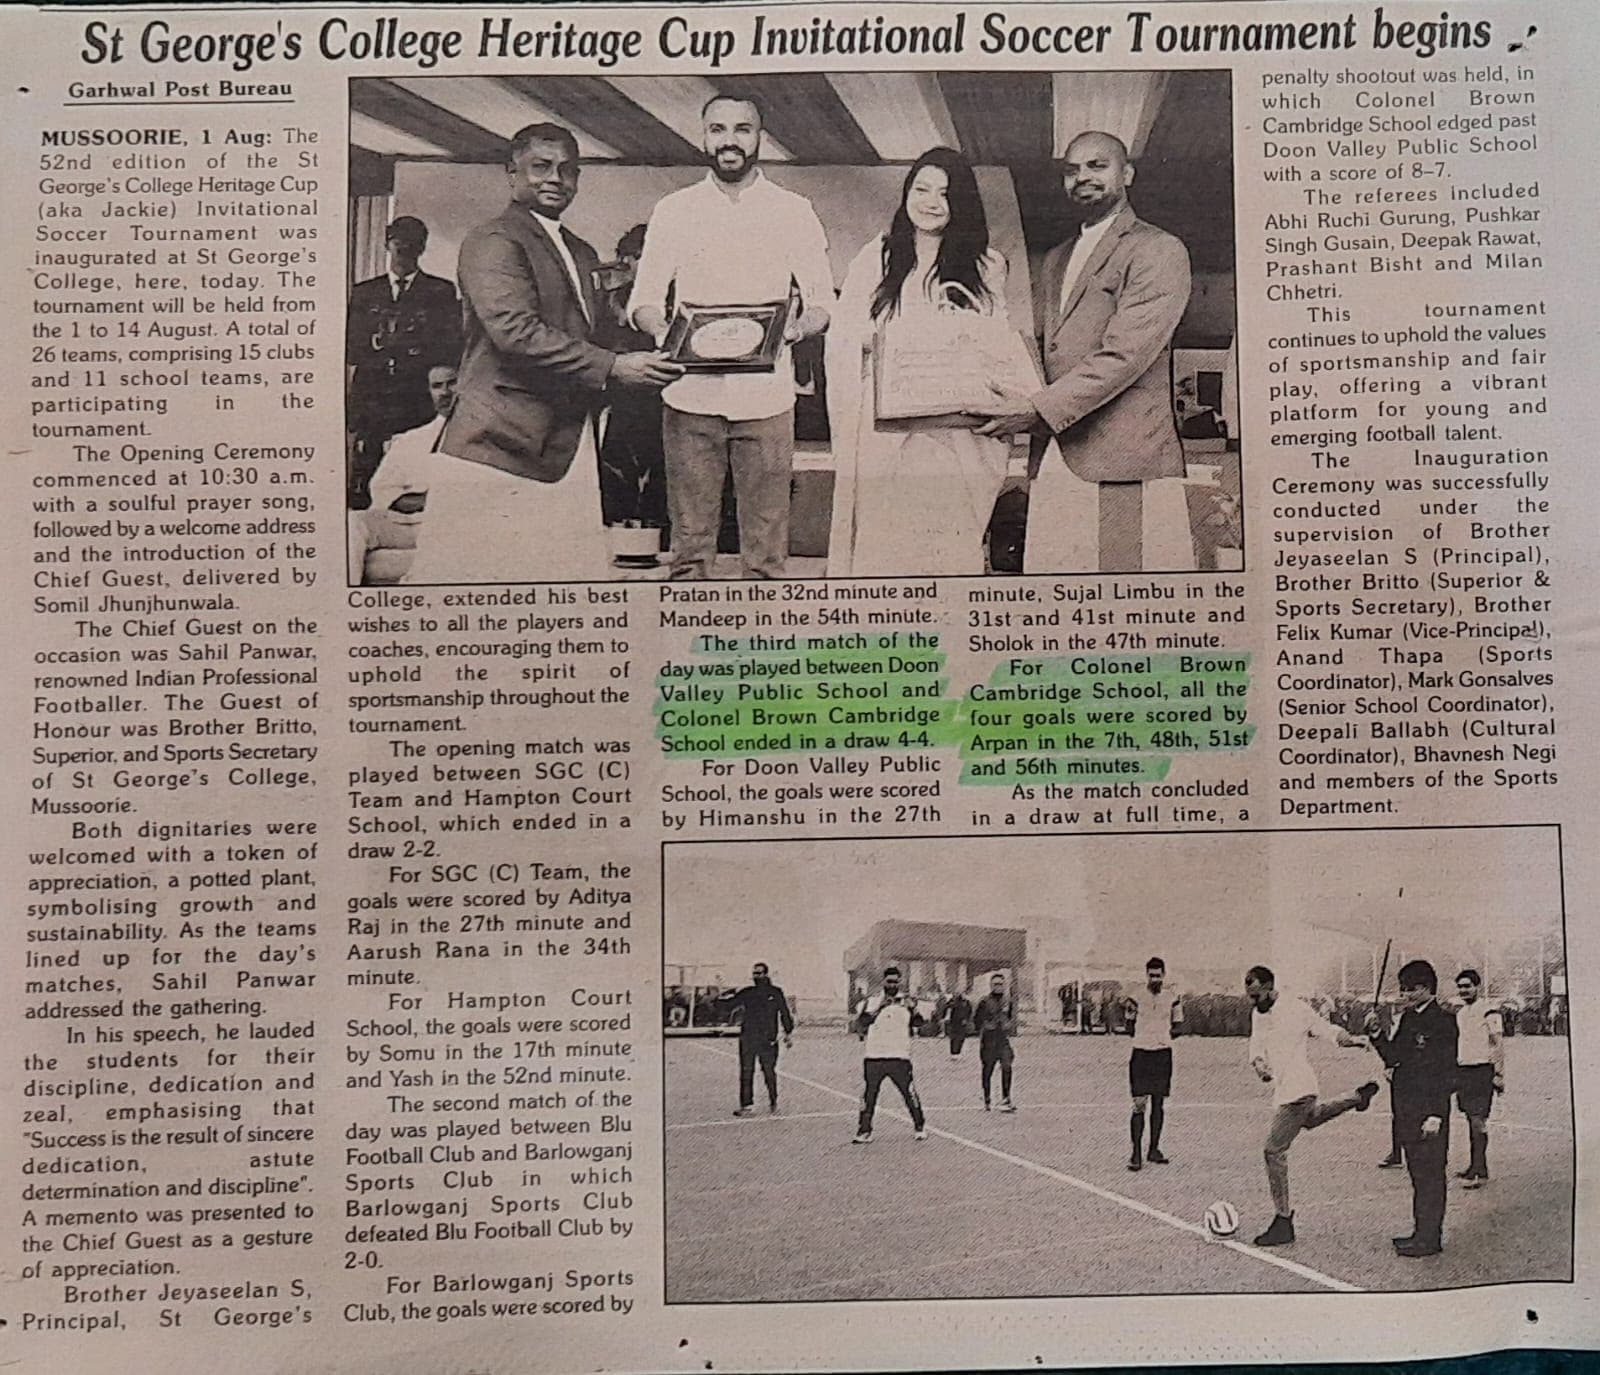 St George's College Heritage Cup Invitational Soccer Tournament begins
Garhwal Post Bureau
MUSSOORIE, 1 Aug: The
52nd edition of the St
George's College Heritage Cup
(aka Jackie) Invitational
Soccer Tournament was
inaugurated at St George's
College, here, today. The
tournament will be held from
the 1 to 14 August. A total of
26 teams, comprising 15 clubs
and 11 school teams, are
participating in the
tournament.
The Opening Ceremony
commenced at 10:30 a.m.
with a soulful prayer song,
followed by a welcome address
and the introduction of the
Chief Guest, delivered by
Somil Jhunjhunwala.
The Chief Guest on the
occasion was Sahil Panwar,
renowned Indian Professional
Footballer. The Guest of
Honour was Brother Britto,
Superior, and Sports Secretary
of St George's College,
Mussoorie.
Both dignitaries were
welcomed with a token of
appreciation, a potted plant,
symbolising growth and
sustainability. As the teams
lined up for the day's
matches, Sahil Panwar
addressed the gathering.
In his speech, he lauded
the students for their
discipline, dedication and
zeal, emphasising that
"Success is the result of sincere
dedication, astute
determination and discipline".
A memento was presented to
the Chief Guest as a gesture
of appreciation.
Brother Jeyaseelan S,
Principal, St George's
College, extended his best
wishes to all the players and
coaches, encouraging them to
uphold the spirit of
sportsmanship throughout the
tournament.
The opening match was
played between SGC (C)
Team and Hampton Court
School, which ended in a
draw 2-2.
For SGC (C) Team, the
goals were scored by Aditya
Raj in the 27th minute and
Aarush Rana in the 34th
minute.
For Hampton Court
School, the goals were scored
by Somu in the 17th minute
and Yash in the 52nd minute.
The second match of the
day was played between Blu
Football Club and Barlowganj
Sports Club in which
Barlowganj Sports Club
defeated Blu Football Club by
2-0.
For Barlowganj Sports
Club, the goals were scored by
Pratan in the 32nd minute and
Mandeep in the 54th minute.
The third match of the
day was played between Doon
Valley Public School and
Colonel Brown Cambridge
School ended in a draw 4-4.
For Doon Valley Public
School, the goals were scored
by Himanshu in the 27th
minute, Sujal Limbu in the
31st and 41st minute and
Sholok in the 47th minute.
For Colonel Brown
Cambridge School, all the
four goals were scored by
Arpan in the 7th, 48th, 51st
and 56th minutes.
As the match concluded
in a draw at full time, a
penalty shootout was held, in
which Colonel Brown
Cambridge School edged past
Doon Valley Public School
with a score of 8–7.
The referees included
Abhi Ruchi Gurung, Pushkar
Singh Gusain, Deepak Rawat,
Prashant Bisht and Milan
Chhetri.
This tournament
continues to uphold the values
of sportsmanship and fair
play, offering a vibrant
platform for young and
emerging football talent.
The Inauguration
Ceremony was successfully
conducted under the
supervision of Brother
Jeyaseelan S (Principal),
Brother Britto (Superior &
Sports Secretary), Brother
Felix Kumar (Vice-Principal),
Anand Thapa (Sports
Coordinator), Mark Gonsalves
(Senior School Coordinator),
Deepali Ballabh (Cultural
Coordinator), Bhavnesh Negi
and members of the Sports
Department.